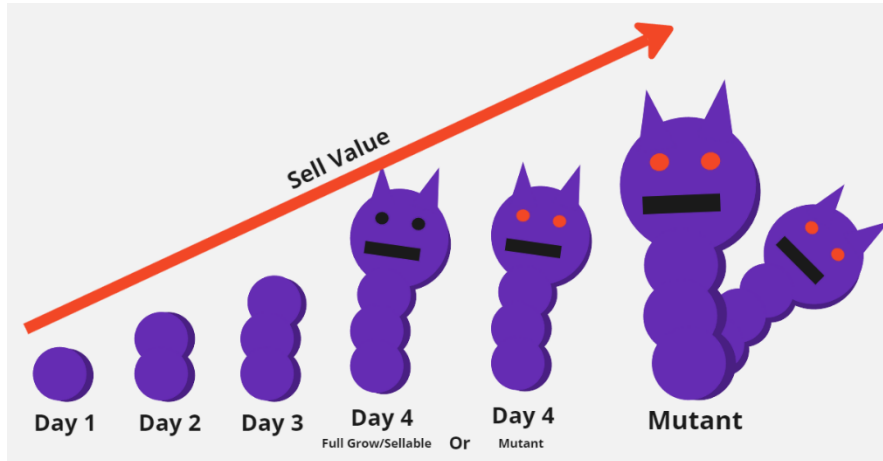 Sell Value
Day 1
Day 2
Day 3
Day 4
Full Grow/Sellable
Or
Day 4
Mutant
Mutant